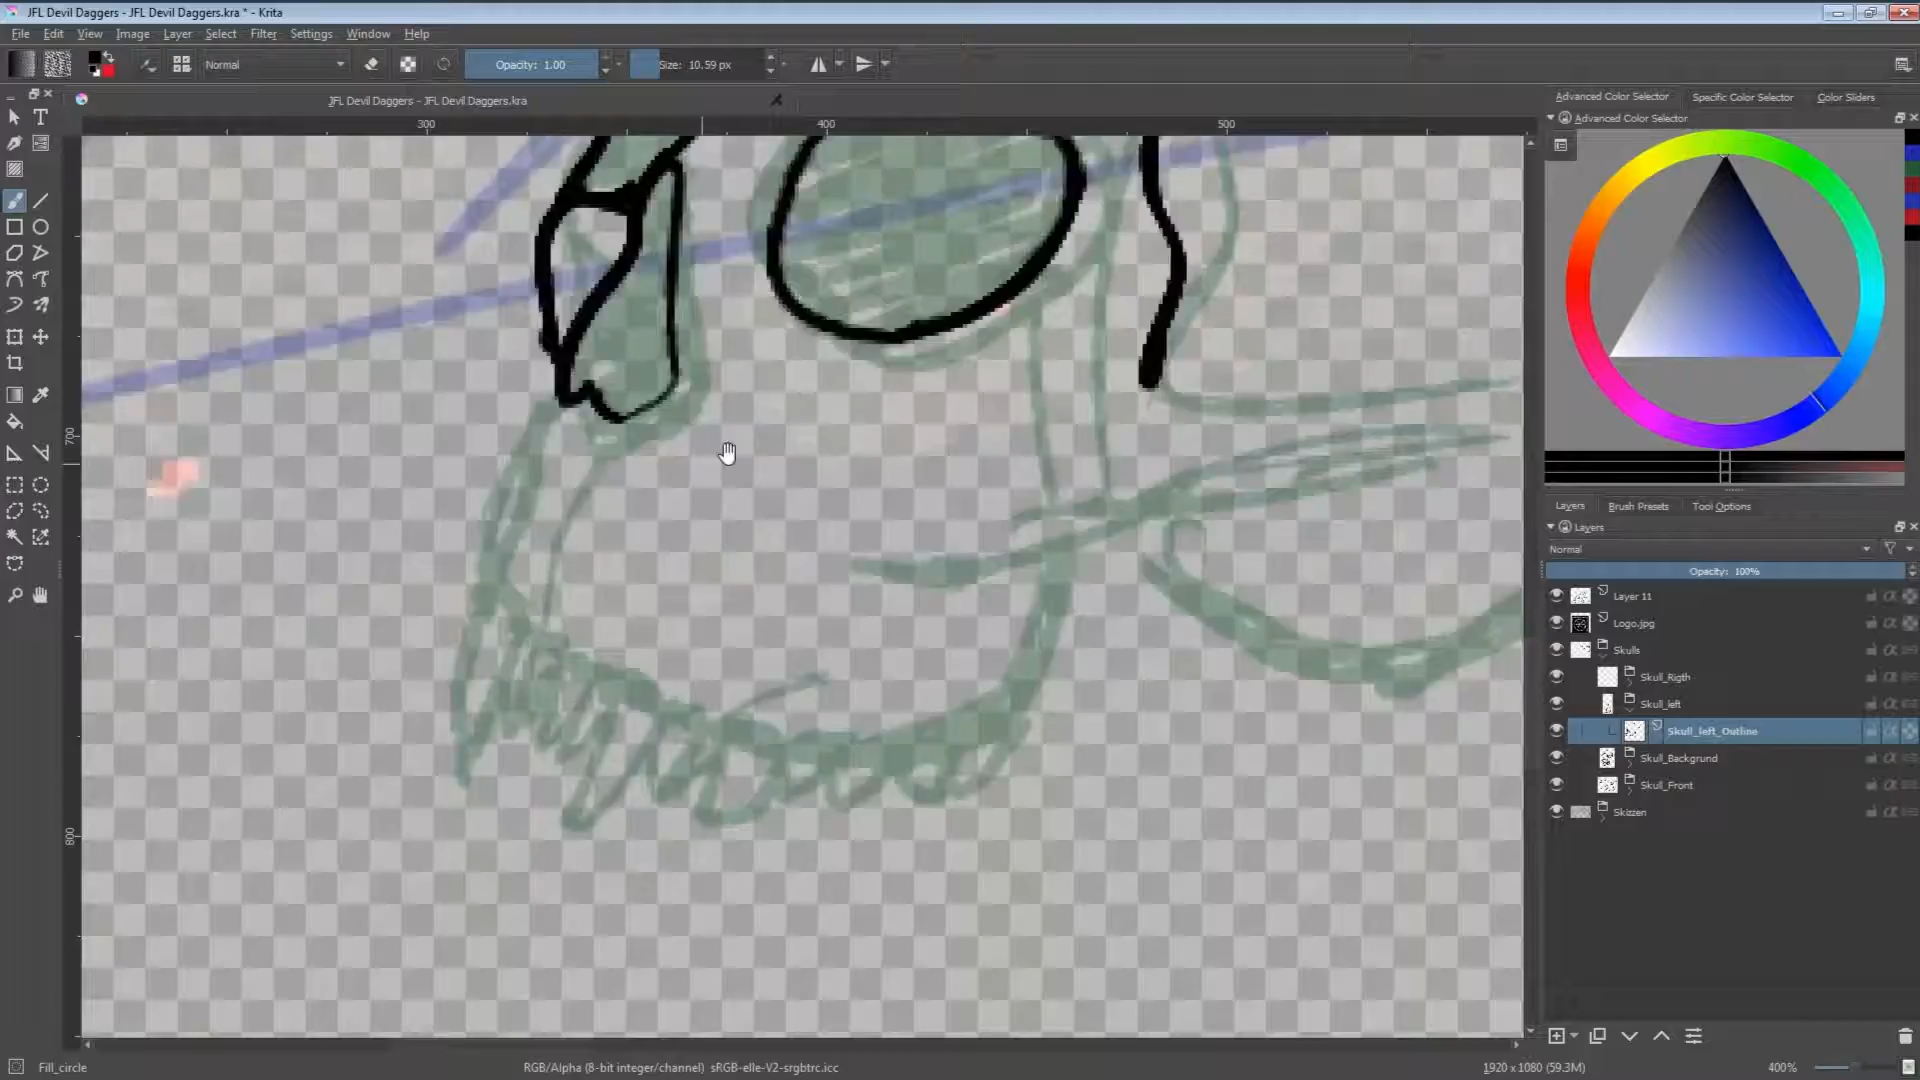 JFL Devil Daggers - JFL Devil Daggers.kra * - Krita
File Edit View Image Layer Select Filter Settings Window Help
Normal Opacity: 1.00 Size: 10.59 px
JFL Devil Daggers - JFL Devil Daggers.kra
300 400 500
700
800
Advanced Color Selector Specific Color Selector Color Sliders
Advanced Color Selector
Layers Brush Presets Tool Options
Layers
Normal
Opacity: 100%
Layer 11
Logo.jpg
Skulls
Skull_Rigth
Skull_left
Skull_left_Outline
Skull_Backgrund
Skull_Front
Skizzen
Fill_circle RGB/Alpha (8-bit integer/channel) sRGB-elle-V2-srgbtrc.icc 1920 x 1080 (59.3M) 400%